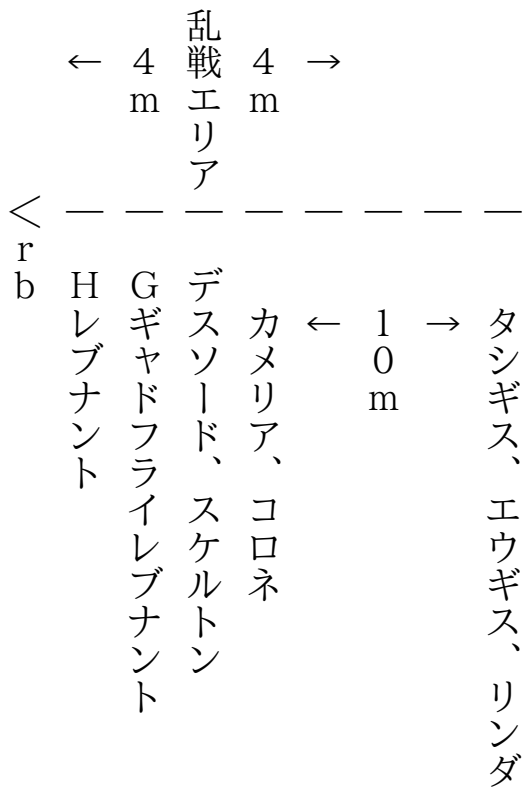 — タシギス、エウギス、リンダ
— →
— １０ｍ
→ — ←
４ｍ — カメリア、コロネ
乱戦エリア — デスソード、スケルトン
４ｍ — Ｇギャドフライレブナント
← — Ｈレブナント
＜ｒｂ